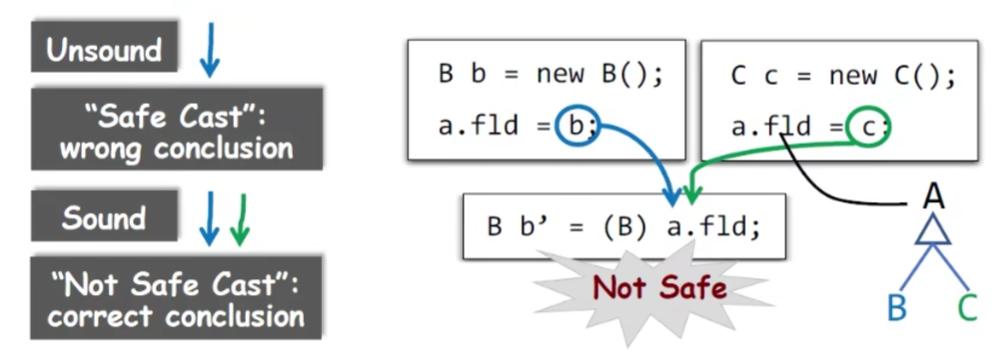 Unsound
“Safe Cast”:
wrong conclusion
Sound
“Not Safe Cast”:
correct conclusion
B b = new B();
a.fld = b;
C c = new C();
a.fld = c;
B b’ = (B) a.fld;
Not Safe
A
B
C